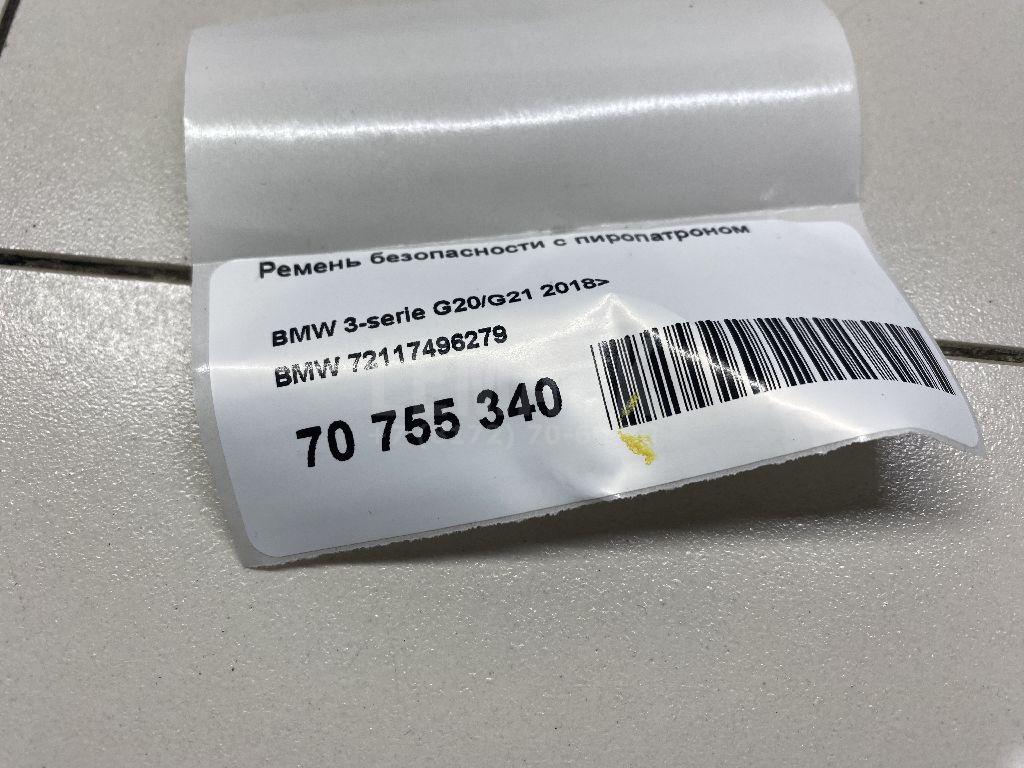 Ремень безопасности с пиропатроном
BMW 3-serie G20/G21 2018>
BMW 72117496279
70 755 340